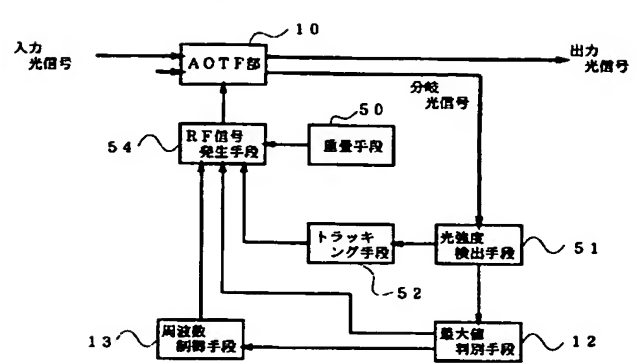 10
入力
光信号
AOTF部
出力
光信号
分岐
光信号
50
54
RF信号
発生手段
重畳手段
トラッキ
ング手段
光強度
検出手段
51
52
13
周波数
制御手段
最大値
判別手段
12